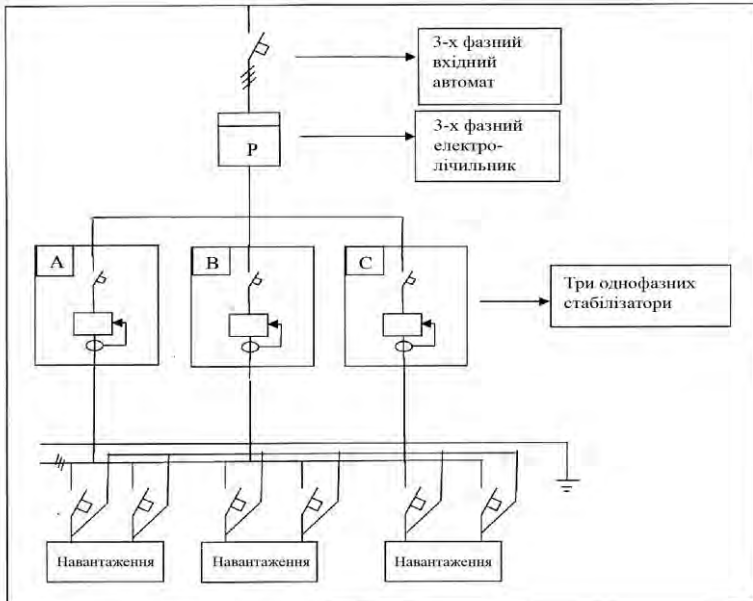 3-х фазний
вхідний
автомат
3-х фазний
електро-
лічильник
P
A
B
C
Три однофазних
стабілізатори
Навантаження
Навантаження
Навантаження